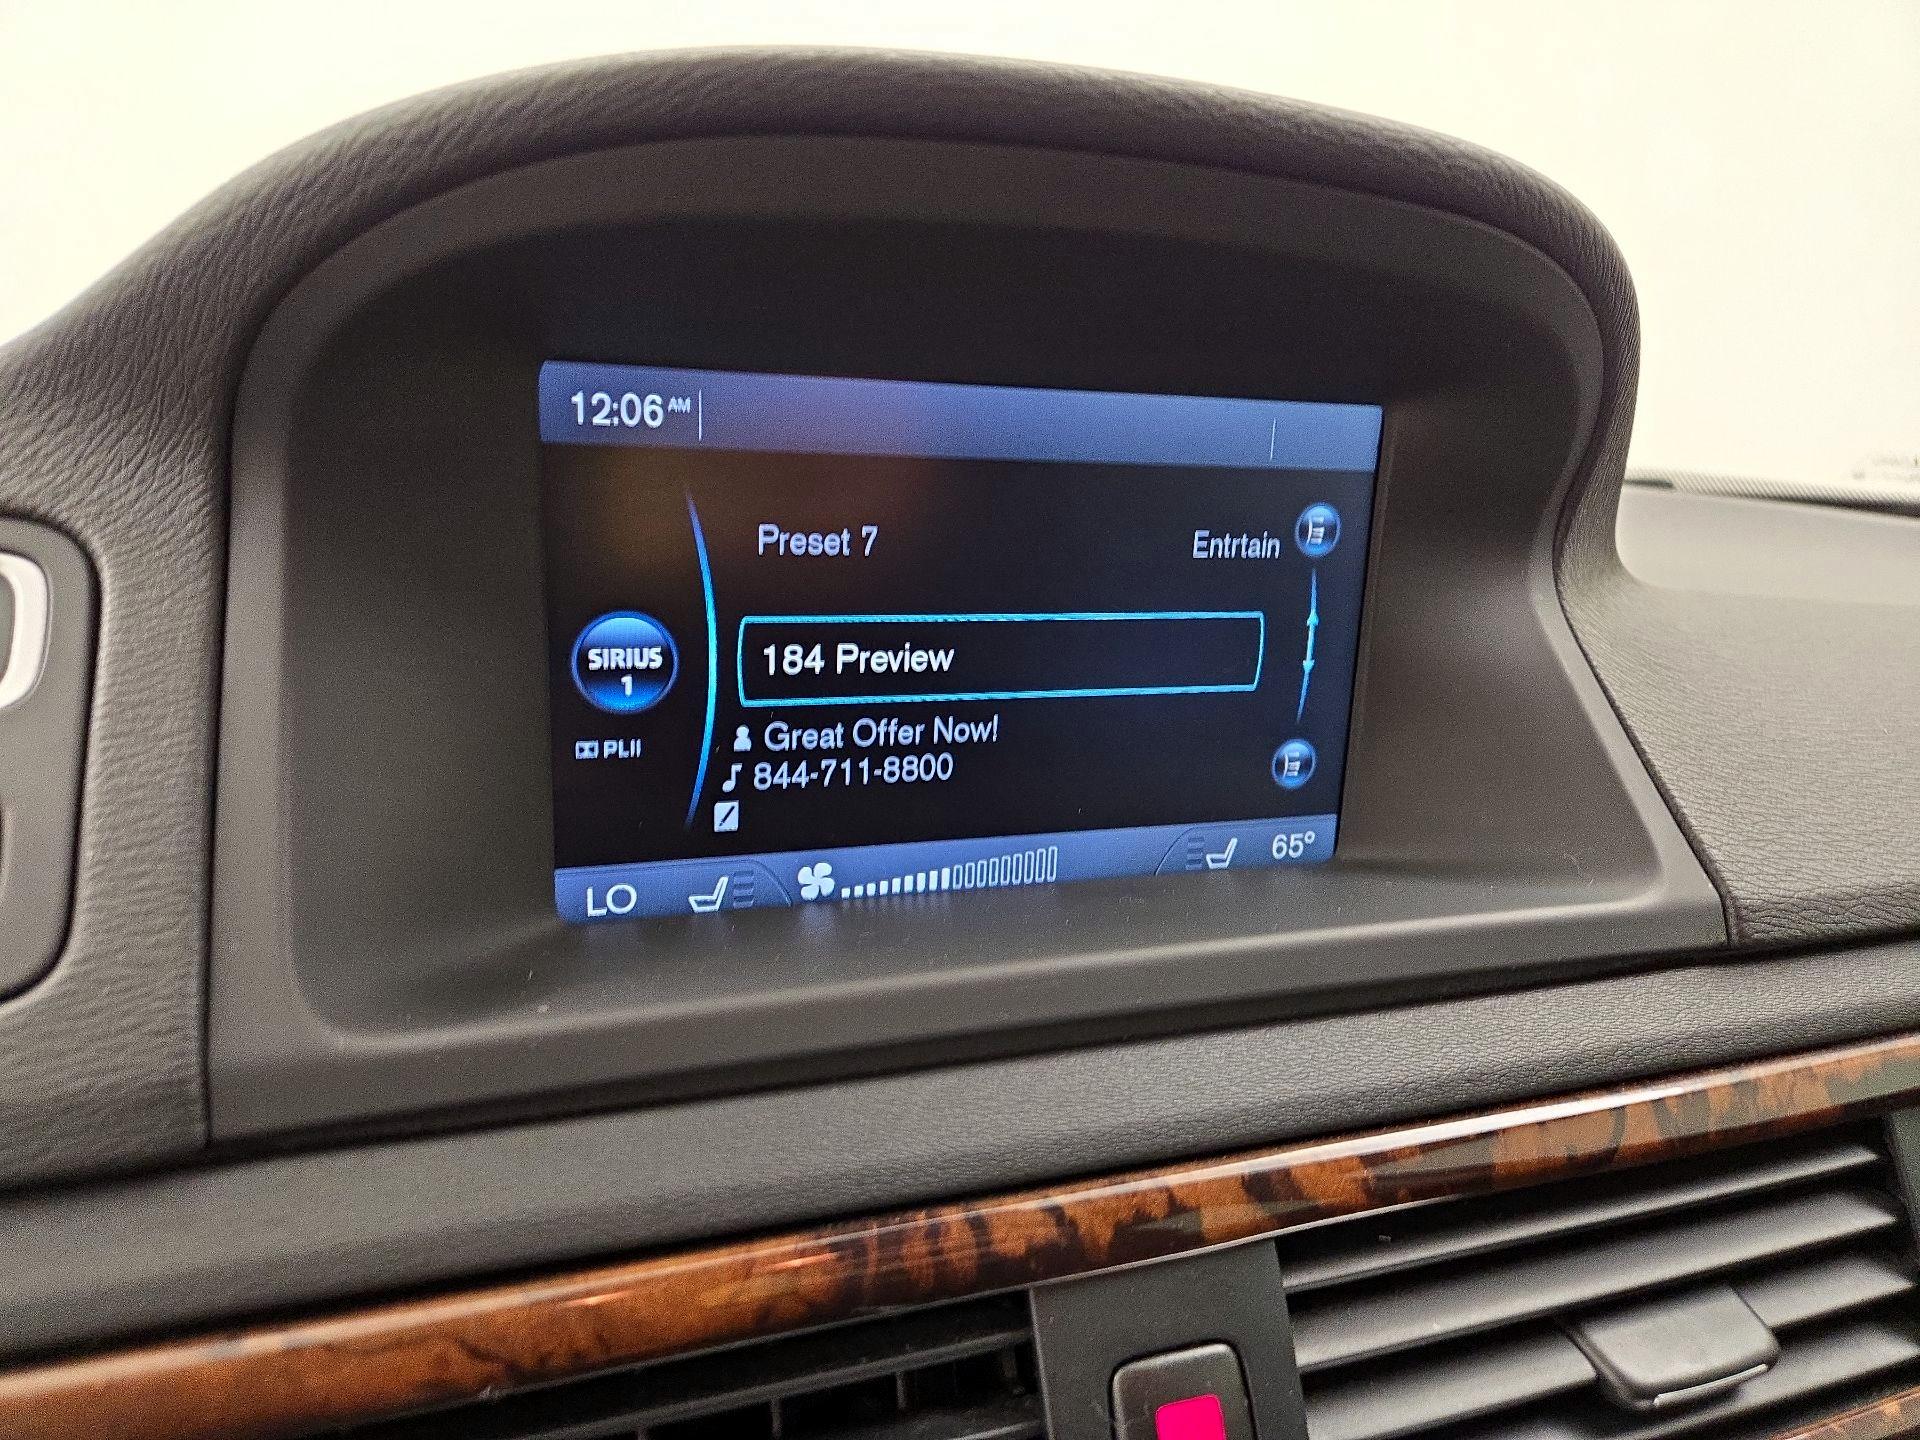 12:06 AM
Preset 7
Entrtain
SIRIUS
1
184 Preview
PLII
Great Offer Now!
844-711-8800
LO
65°